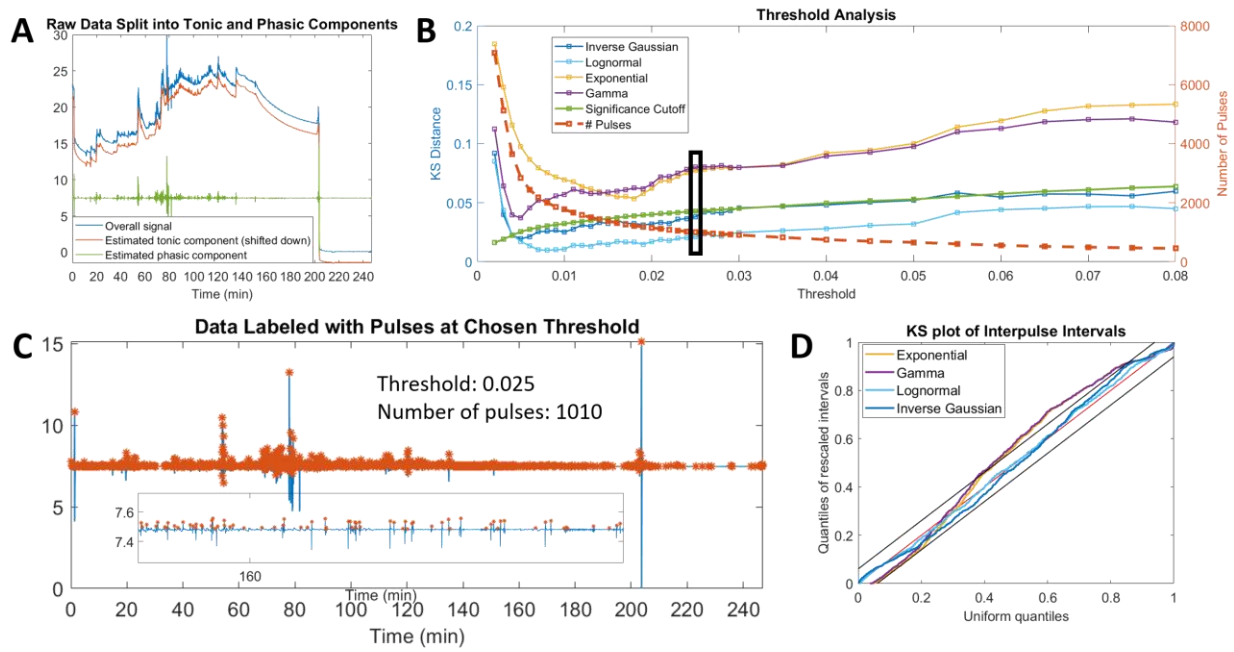 A
Raw Data Split into Tonic and Phasic Components
30
25
20
15
10
5
0
Overall signal
Estimated tonic component (shifted down)
Estimated phasic component
0 20 40 60 80 100 120 140 160 180 200 220 240
Time (min)
B
Threshold Analysis
0.2
0.15
0.1
0.05
0
KS Distance
Inverse Gaussian
Lognormal
Exponential
Gamma
Significance Cutoff
# Pulses
8000
6000
4000
2000
0
Number of Pulses
0 0.01 0.02 0.03 0.04 0.05 0.06 0.07 0.08
Threshold
C
Data Labeled with Pulses at Chosen Threshold
15
10
5
0
Threshold: 0.025
Number of pulses: 1010
7.6
7.4
160
Time (min)
0 20 40 60 80 100 120 140 160 180 200 220 240
Time (min)
D
KS plot of Interpulse Intervals
1
0.8
0.6
0.4
0.2
0
Quantiles of rescaled intervals
Exponential
Gamma
Lognormal
Inverse Gaussian
0 0.2 0.4 0.6 0.8 1
Uniform quantiles